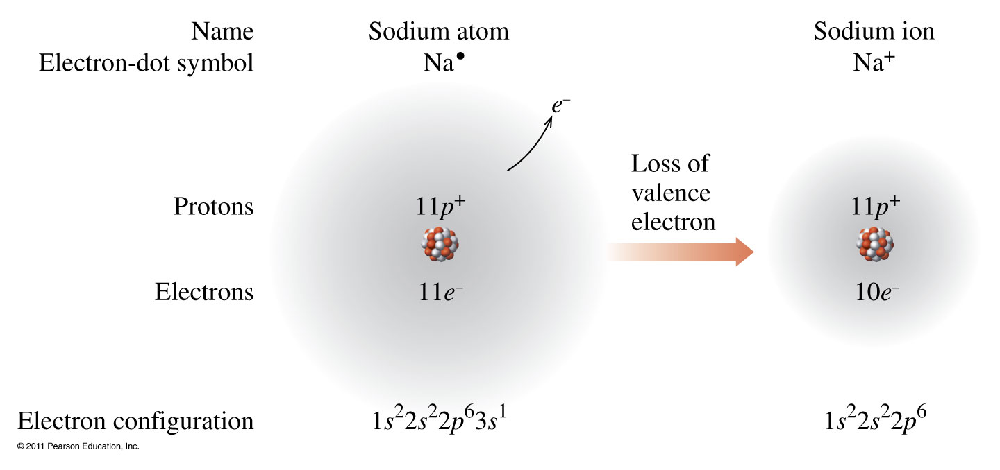 Name Sodium atom Sodium ion
Electron-dot symbol Na• Na⁺
e⁻
Loss of
valence
electron
Protons 11p⁺ 11p⁺
Electrons 11e⁻ 10e⁻
Electron configuration 1s²2s²2p⁶3s¹ 1s²2s²2p⁶
© 2011 Pearson Education, Inc.